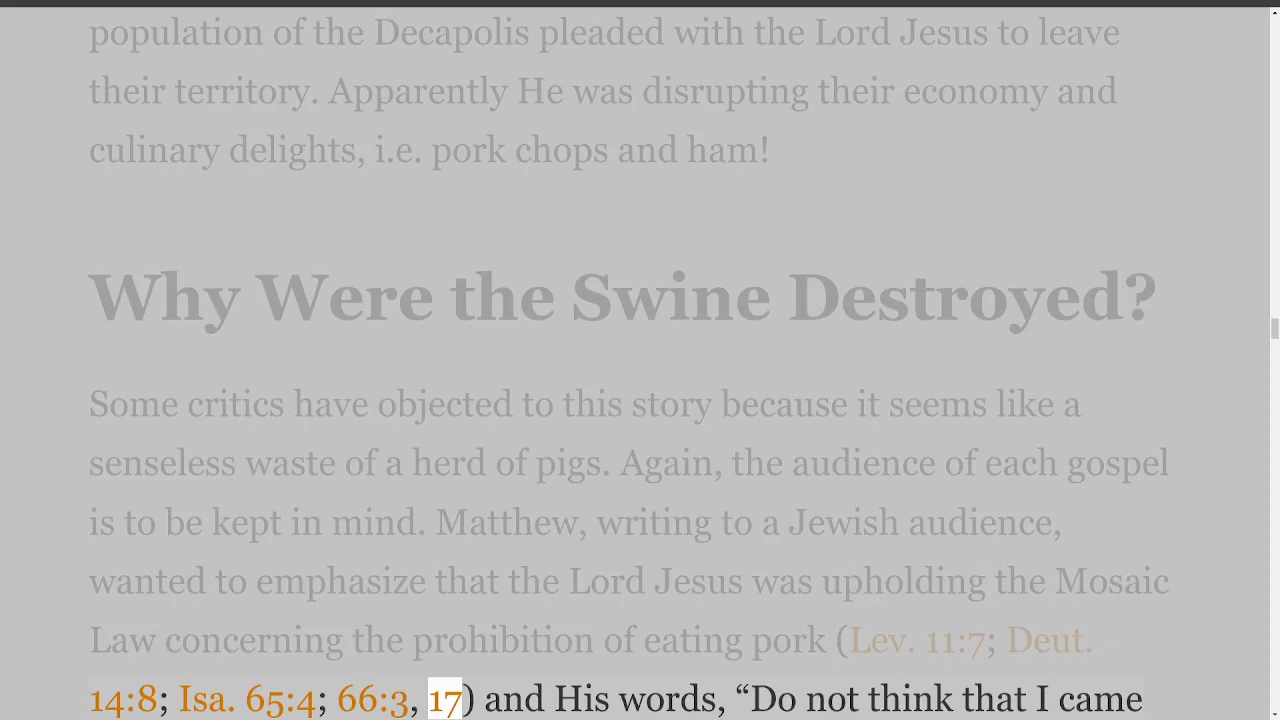 population of the Decapolis pleaded with the Lord Jesus to leave
their territory. Apparently He was disrupting their economy and
culinary delights, i.e. pork chops and ham!
Why Were the Swine Destroyed?
Some critics have objected to this story because it seems like a
senseless waste of a herd of pigs. Again, the audience of each gospel
is to be kept in mind. Matthew, writing to a Jewish audience,
wanted to emphasize that the Lord Jesus was upholding the Mosaic
Law concerning the prohibition of eating pork (Lev. 11:7; Deut.
14:8; Isa. 65:4; 66:3, 17) and His words, “Do not think that I came